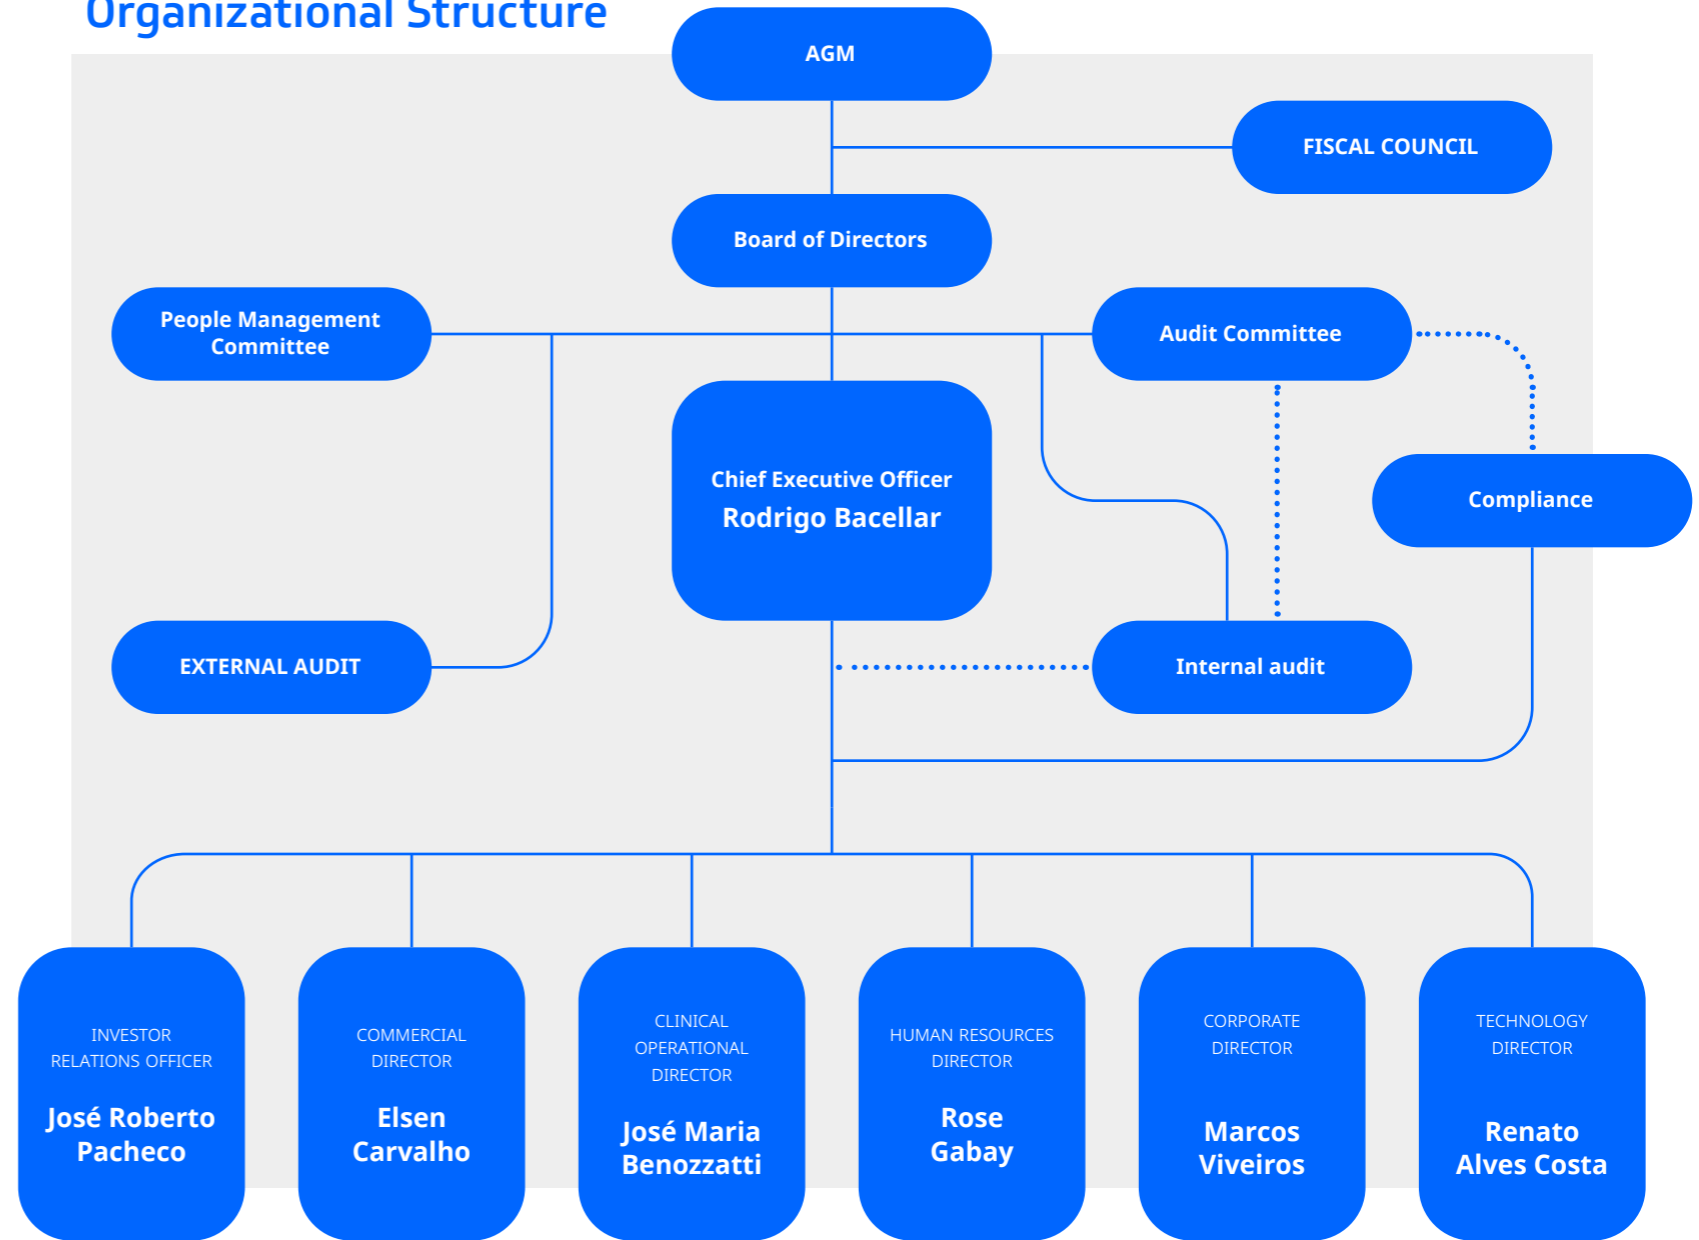 Organizational Structure
AGM
FISCAL COUNCIL
Board of Directors
People Management
Committee
Audit Committee
Chief Executive Officer
Rodrigo Bacellar
Compliance
EXTERNAL AUDIT
Internal audit
INVESTOR
RELATIONS OFFICER
José Roberto
Pacheco
COMMERCIAL
DIRECTOR
Elsen
Carvalho
CLINICAL
OPERATIONAL
DIRECTOR
José Maria
Benozzatti
HUMAN RESOURCES
DIRECTOR
Rose
Gabay
CORPORATE
DIRECTOR
Marcos
Viveiros
TECHNOLOGY
DIRECTOR
Renato
Alves Costa